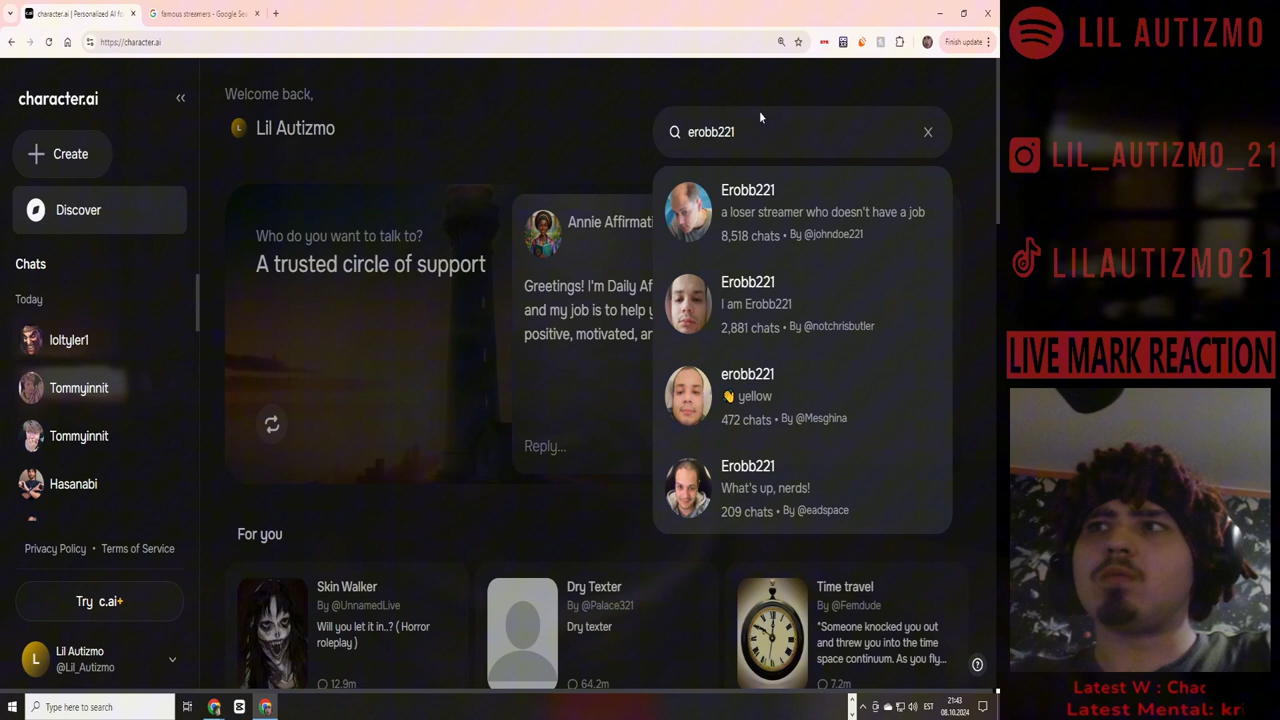 character.ai | Personalized AI fo
famous streamers - Google Se
https://character.ai
Finish update
character.ai
Create
Discover
Chats
Today
loltyler1
Tommyinnit
Tommyinnit
Hasanabi
Privacy Policy • Terms of Service
Try c.ai+
L
Lil Autizmo
@Lil_Autizmo
Welcome back,
L
Lil Autizmo
erobb221
Erobb221
a loser streamer who doesn't have a job
8,518 chats • By @johndoe221
Erobb221
I am Erobb221
2,881 chats • By @notchrisbutler
erobb221
👋 yellow
472 chats • By @Mesghina
Erobb221
What's up, nerds!
209 chats • By @eadspace
Who do you want to talk to?
A trusted circle of support
Annie Affirmati
Greetings! I'm Daily Af
and my job is to help y
positive, motivated, an
Reply...
For you
Skin Walker
By @UnnamedLive
Will you let it in..? ( Horror
roleplay )
12.9m
Dry Texter
By @Palace321
Dry texter
64.2m
Time travel
By @Femdude
*Someone knocked you out
and threw you into the time
space continuum. As you fly...
7.2m
Type here to search
EST
21:43
08.10.2024
LIL AUTIZMO
LIL_AUTIZMO_21
LILAUTIZMO21
LIVE MARK REACTION
Latest W : Chac
Latest Mental: kr